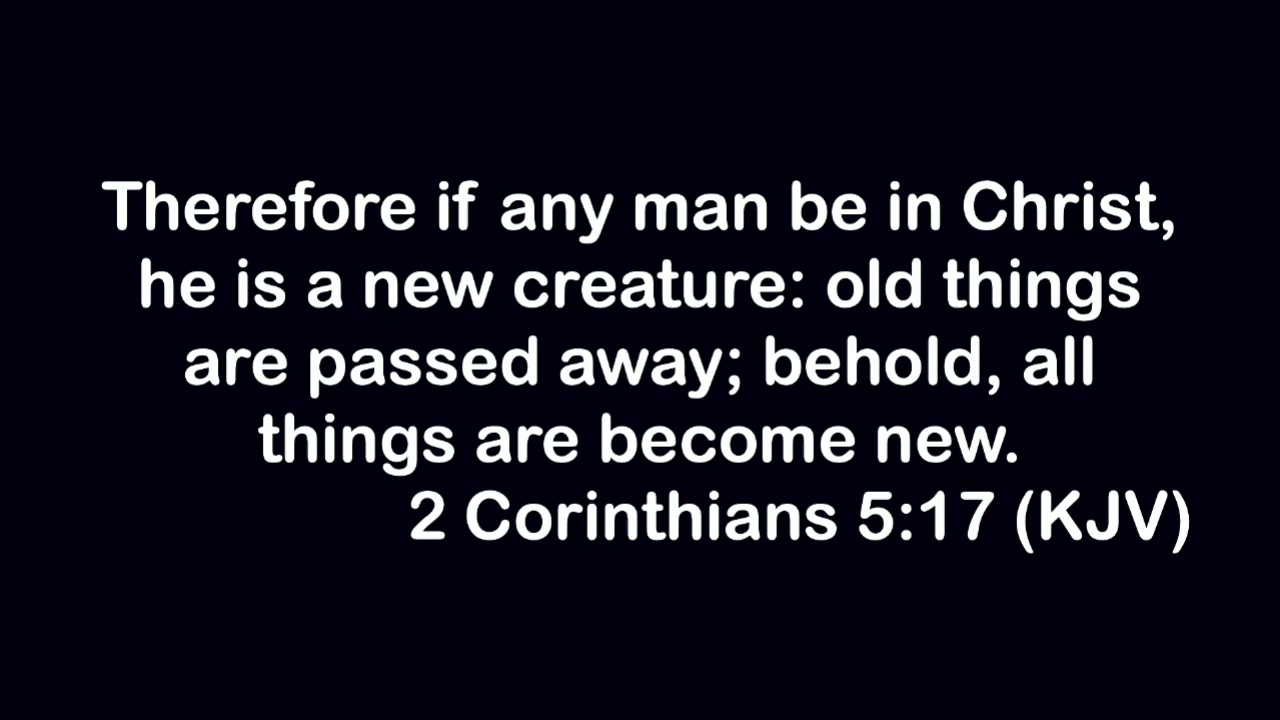 Therefore if any man be in Christ,
he is a new creature: old things
are passed away; behold, all
things are become new.
2 Corinthians 5:17 (KJV)